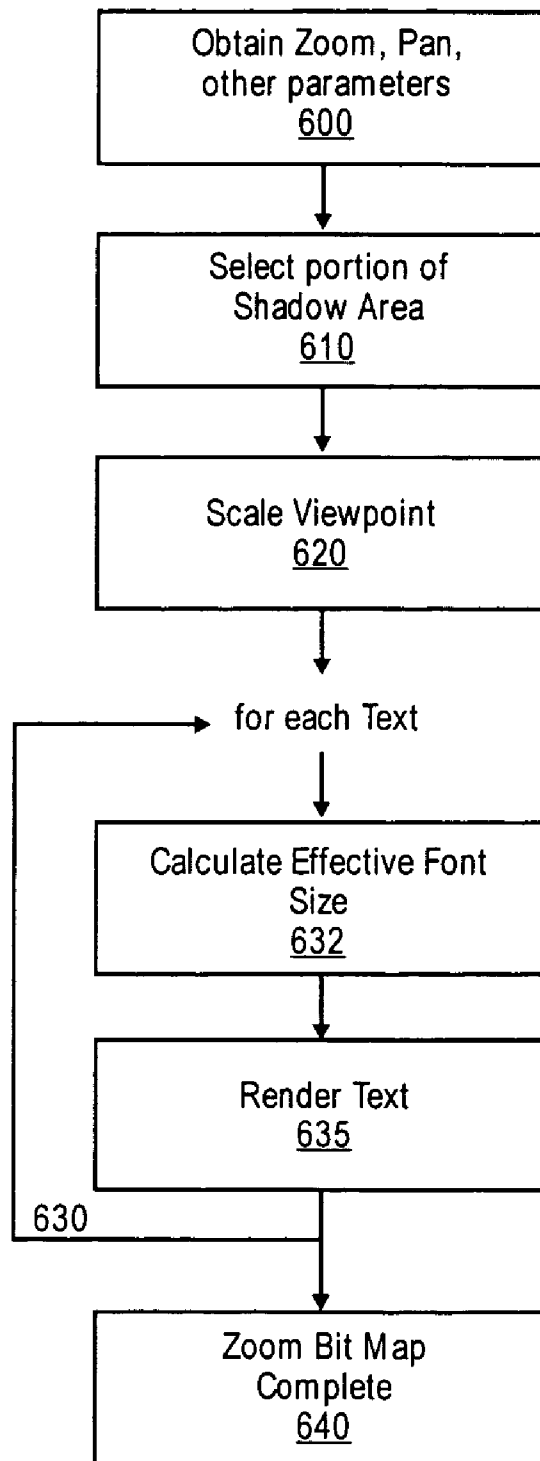 Obtain Zoom, Pan,
other parameters
600
Select portion of
Shadow Area
610
Scale Viewpoint
620
for each Text
Calculate Effective Font
Size
632
Render Text
635
630
Zoom Bit Map
Complete
640